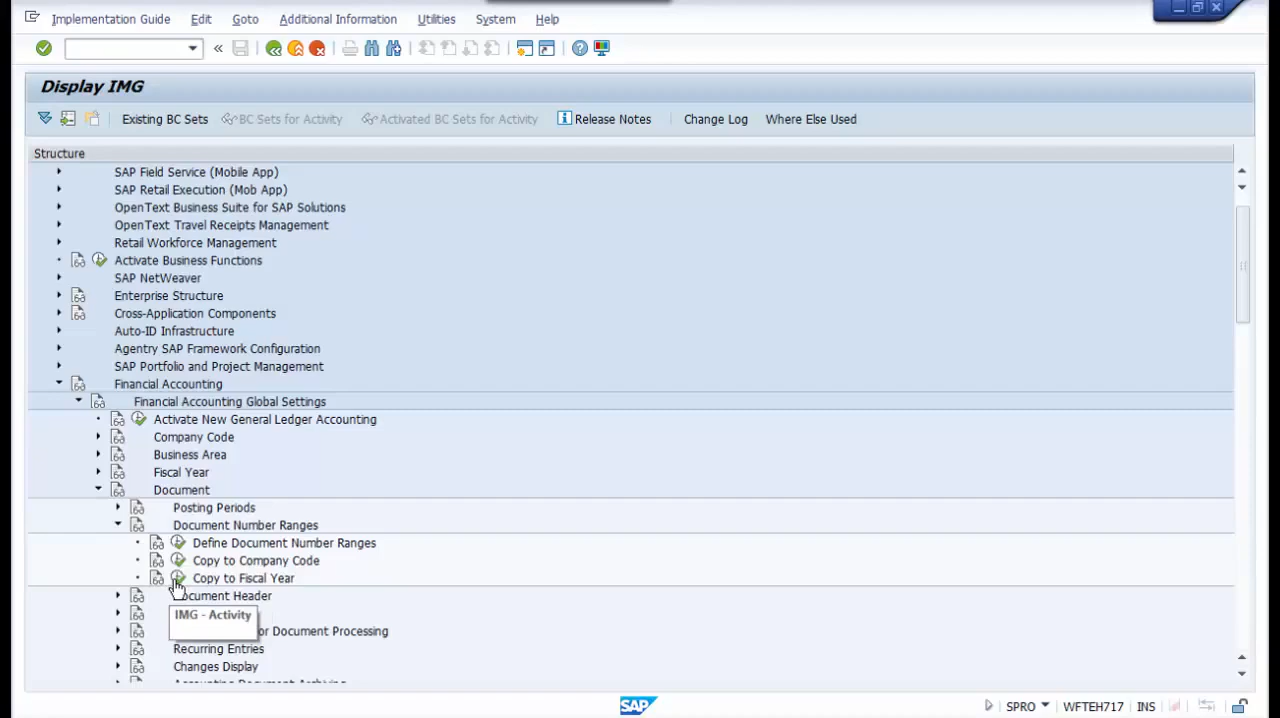 Implementation Guide Edit Goto Additional Information Utilities System Help
Display IMG
Existing BC Sets BC Sets for Activity Activated BC Sets for Activity Release Notes Change Log Where Else Used
Structure
SAP Field Service (Mobile App)
SAP Retail Execution (Mob App)
OpenText Business Suite for SAP Solutions
OpenText Travel Receipts Management
Retail Workforce Management
Activate Business Functions
SAP NetWeaver
Enterprise Structure
Cross-Application Components
Auto-ID Infrastructure
Agentry SAP Framework Configuration
SAP Portfolio and Project Management
Financial Accounting
Financial Accounting Global Settings
Activate New General Ledger Accounting
Company Code
Business Area
Fiscal Year
Document
Posting Periods
Document Number Ranges
Define Document Number Ranges
Copy to Company Code
Copy to Fiscal Year
ocument Header
IMG - Activity
or Document Processing
Recurring Entries
Changes Display
SAP SPRO WFTEH717 INS